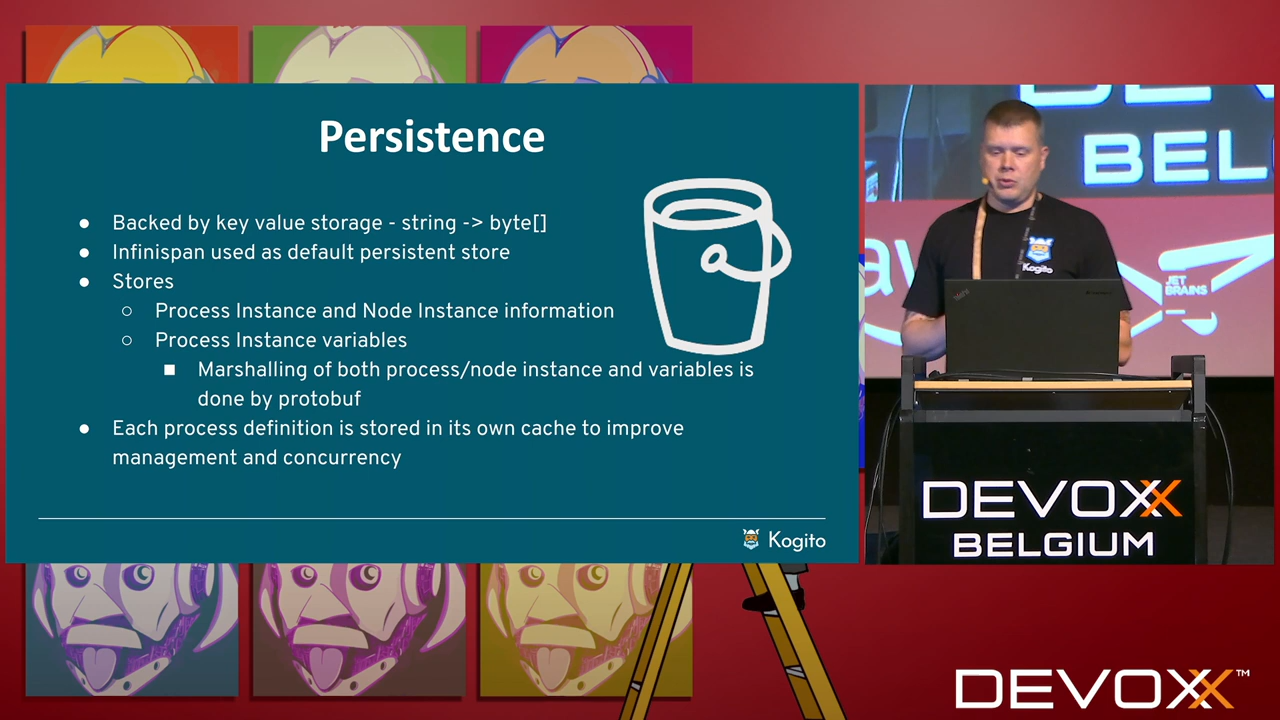 Persistence
● Backed by key value storage - string -> byte[]
● Infinispan used as default persistent store
● Stores
○ Process Instance and Node Instance information
○ Process Instance variables
■ Marshalling of both process/node instance and variables is
done by protobuf
● Each process definition is stored in its own cache to improve
management and concurrency
Kogito
BEL
Kogito
JET
BRAINS
DEVOXX
BELGIUM
DEVOXX™